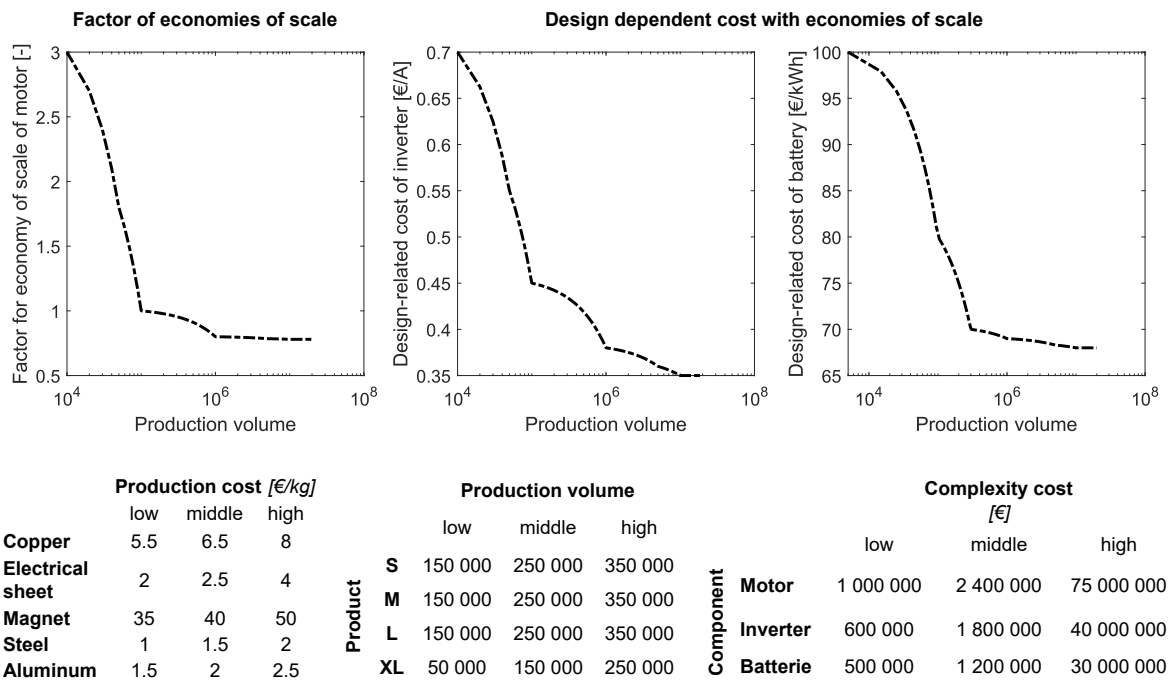 Factor of economies of scale
Design dependent cost with economies of scale
Factor for economy of scale of motor [-]
3
2.5
2
1.5
1
0.5
10^4
10^6
10^8
Production volume
Design-related cost of inverter [€/A]
0.7
0.65
0.6
0.55
0.5
0.45
0.4
0.35
10^4
10^6
10^8
Production volume
Design-related cost of battery [€/kWh]
100
95
90
85
80
75
70
65
10^4
10^6
10^8
Production volume
Production cost [€/kg]
low middle high
Copper 5.5 6.5 8
Electrical
sheet 2 2.5 4
Magnet 35 40 50
Steel 1 1.5 2
Aluminum 1.5 2 2.5
Production volume
low middle high
Product
S 150 000 250 000 350 000
M 150 000 250 000 350 000
L 150 000 250 000 350 000
XL 50 000 150 000 250 000
Complexity cost
[€]
low middle high
Component
Motor 1 000 000 2 400 000 75 000 000
Inverter 600 000 1 800 000 40 000 000
Batterie 500 000 1 200 000 30 000 000